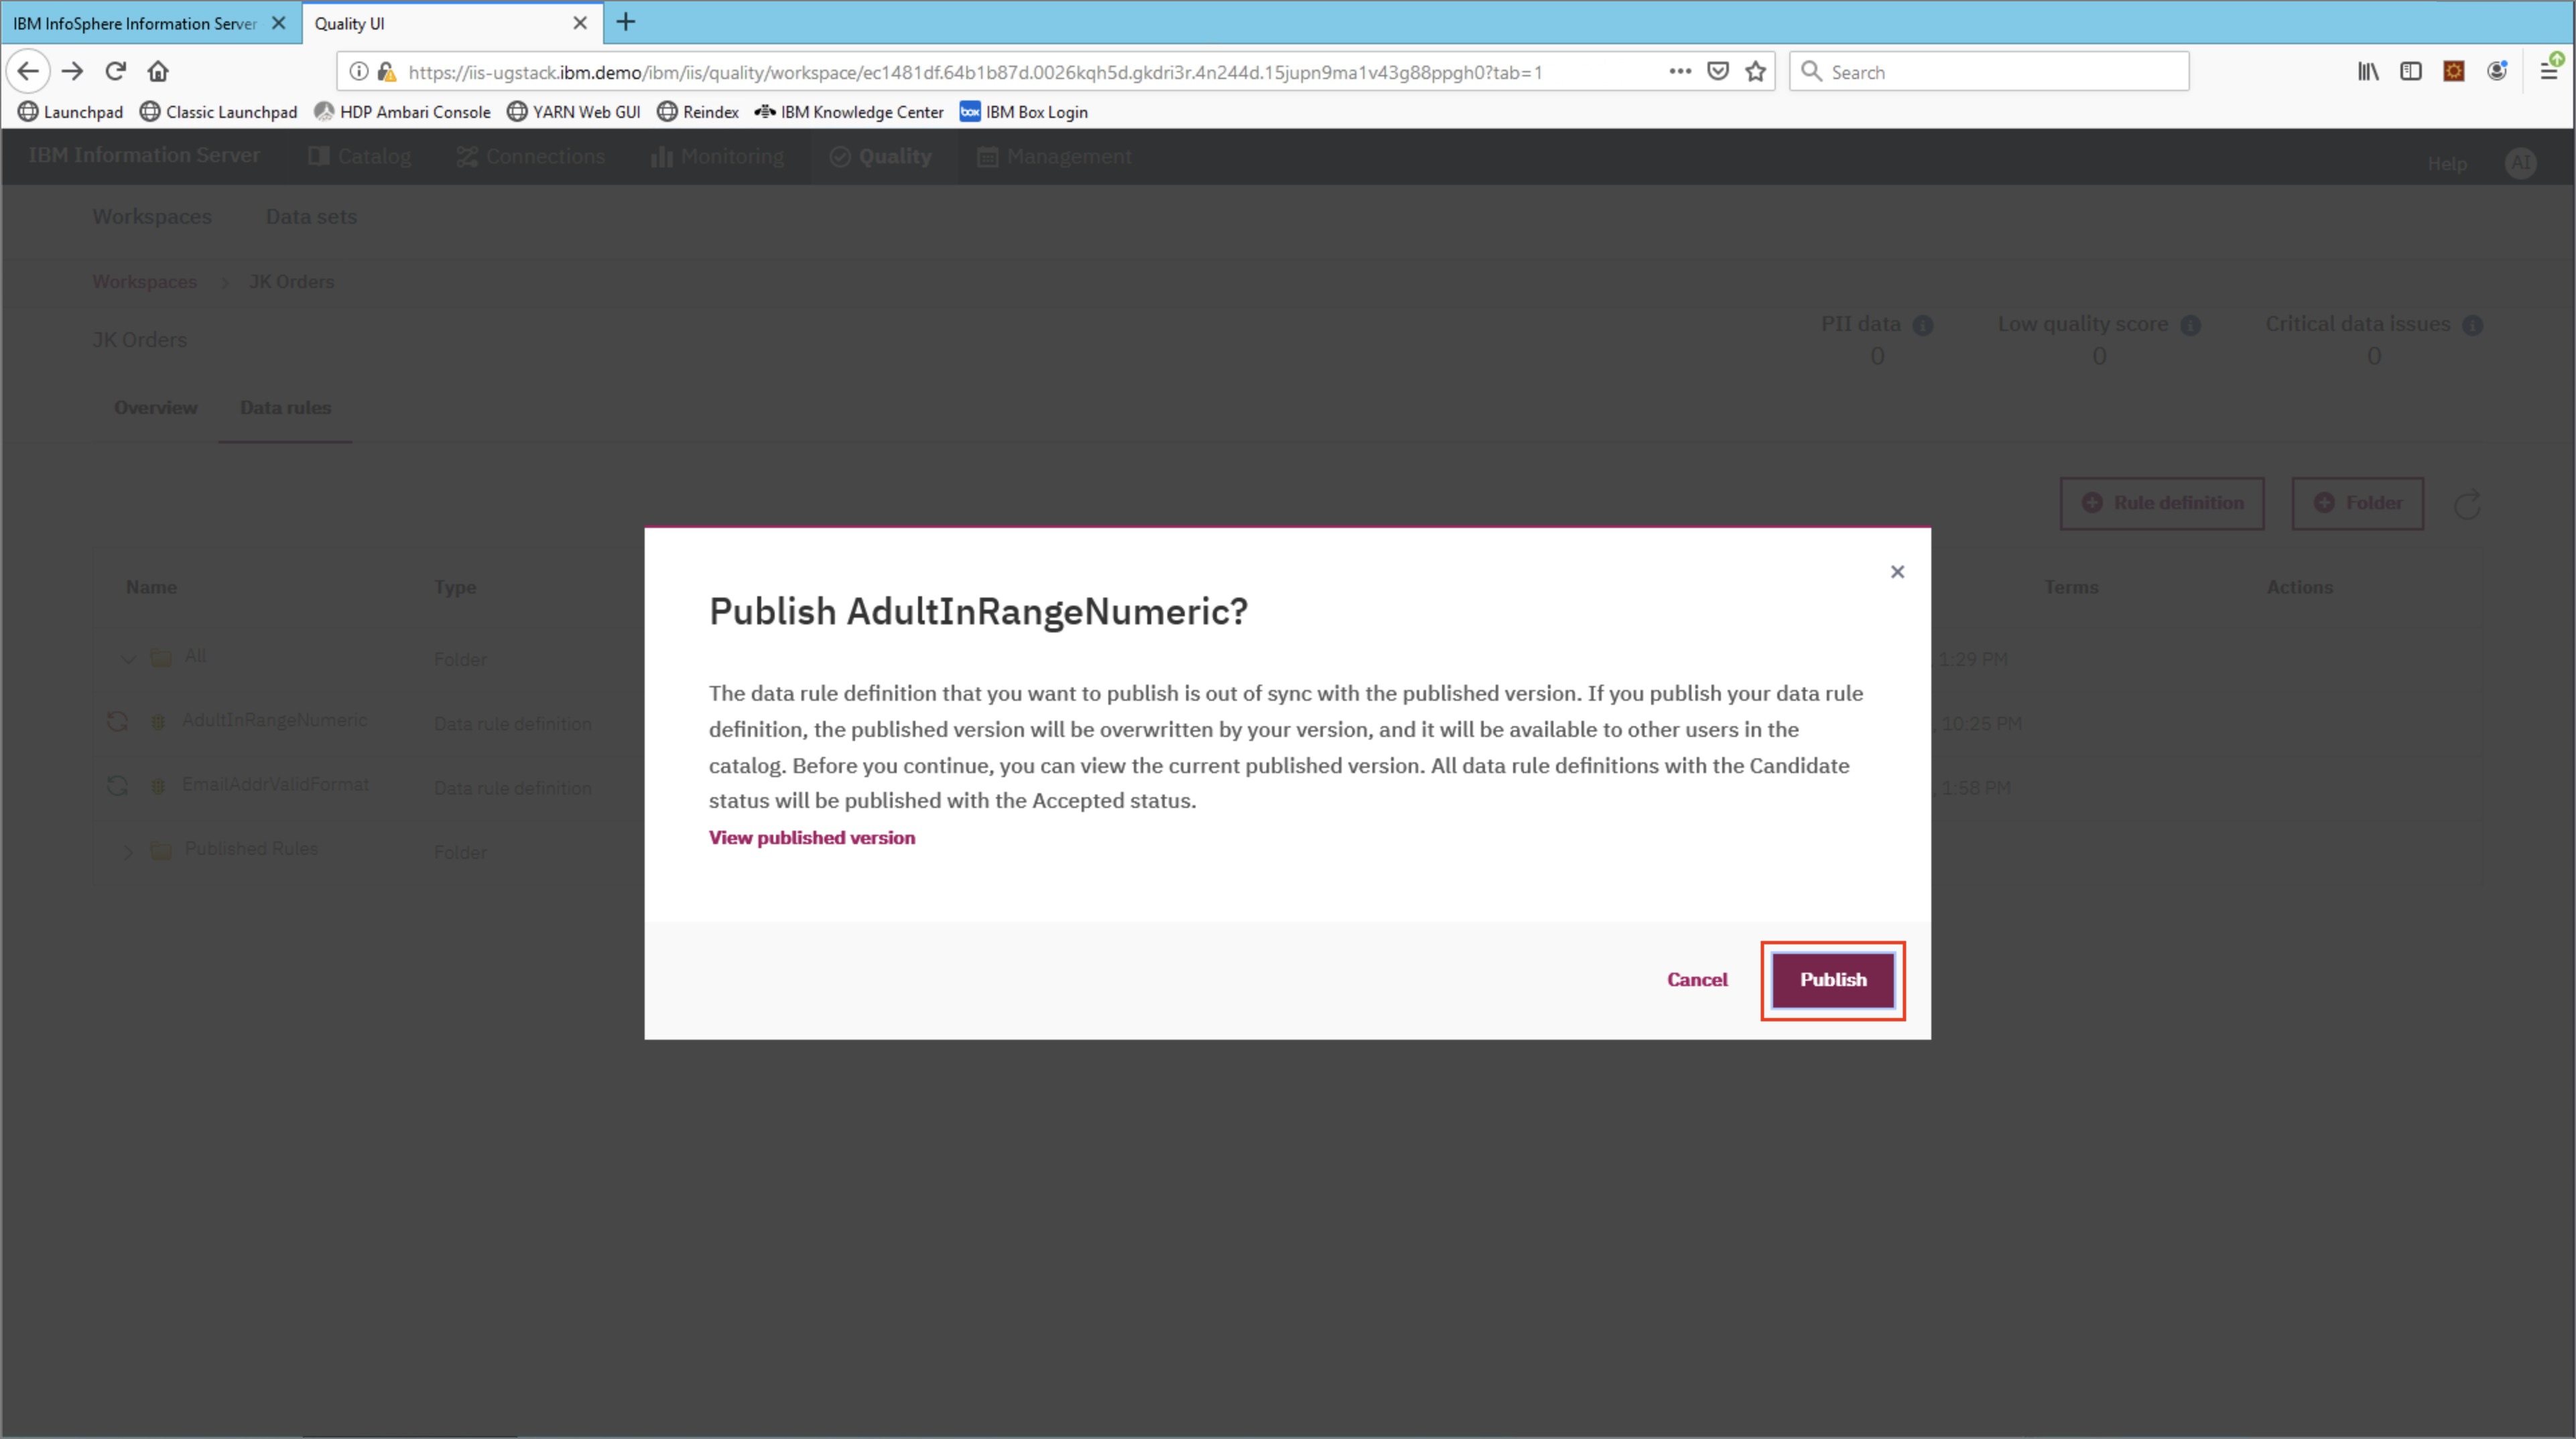 IBM InfoSphere Information Server
Quality UI
https://iis-ugstack.ibm.demo/ibm/iis/quality/workspace/ec1481df.64b1b87d.0026kqh5d.gkdri3r.4n244d.15jupn9ma1v43g88ppgh0?tab=1
Search
Launchpad Classic Launchpad HDP Ambari Console YARN Web GUI Reindex IBM Knowledge Center box IBM Box Login
IBM Information Server Catalog Connections Monitoring Quality Management Help AI
Workspaces Data sets
Workspaces > JK Orders
JK Orders
PII data Low quality score Critical data issues
0 0 0
Overview Data rules
Rule definition Folder
Name Type Terms Actions
All Folder 1:29 PM
AdultInRangeNumeric Data rule definition 10:25 PM
EmailAddrValidFormat Data rule definition 1:58 PM
Published Rules Folder
Publish AdultInRangeNumeric?
The data rule definition that you want to publish is out of sync with the published version. If you publish your data rule
definition, the published version will be overwritten by your version, and it will be available to other users in the
catalog. Before you continue, you can view the current published version. All data rule definitions with the Candidate
status will be published with the Accepted status.
View published version
Cancel Publish